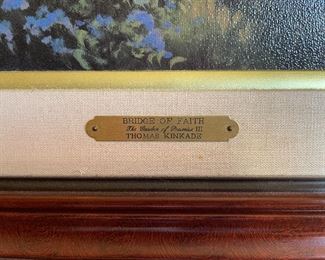 BRIDGE OF FAITH
The Garden of Promise III
THOMAS KINKADE